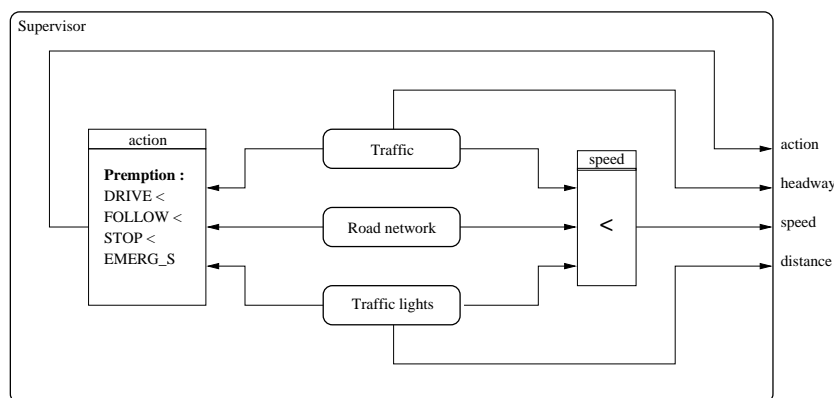 Supervisor
action
Premption :
DRIVE <
FOLLOW <
STOP <
EMERG_S
Traffic
Road network
Traffic lights
speed
<
action
headway
speed
distance